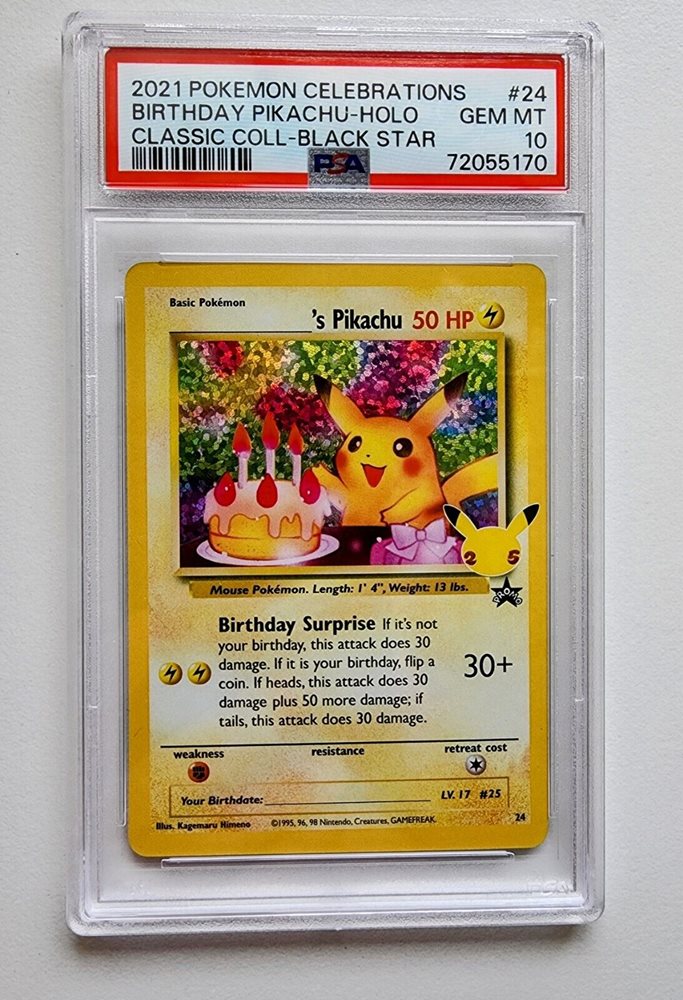 2021 POKEMON CELEBRATIONS #24
BIRTHDAY PIKACHU-HOLO GEM MT
CLASSIC COLL-BLACK STAR 10
PSA 72055170
Basic Pokémon
____________'s Pikachu 50 HP
25
PROMO
Mouse Pokémon. Length: 1' 4", Weight: 13 lbs.
Birthday Surprise If it's not
your birthday, this attack does 30
damage. If it is your birthday, flip a
coin. If heads, this attack does 30
damage plus 50 more damage; if
tails, this attack does 30 damage.
30+
weakness resistance retreat cost
Your Birthdate:____________ LV. 17 #25
Illus. Kagemaru Himeno ©1995, 96, 98 Nintendo, Creatures, GAMEFREAK. 24
PSA